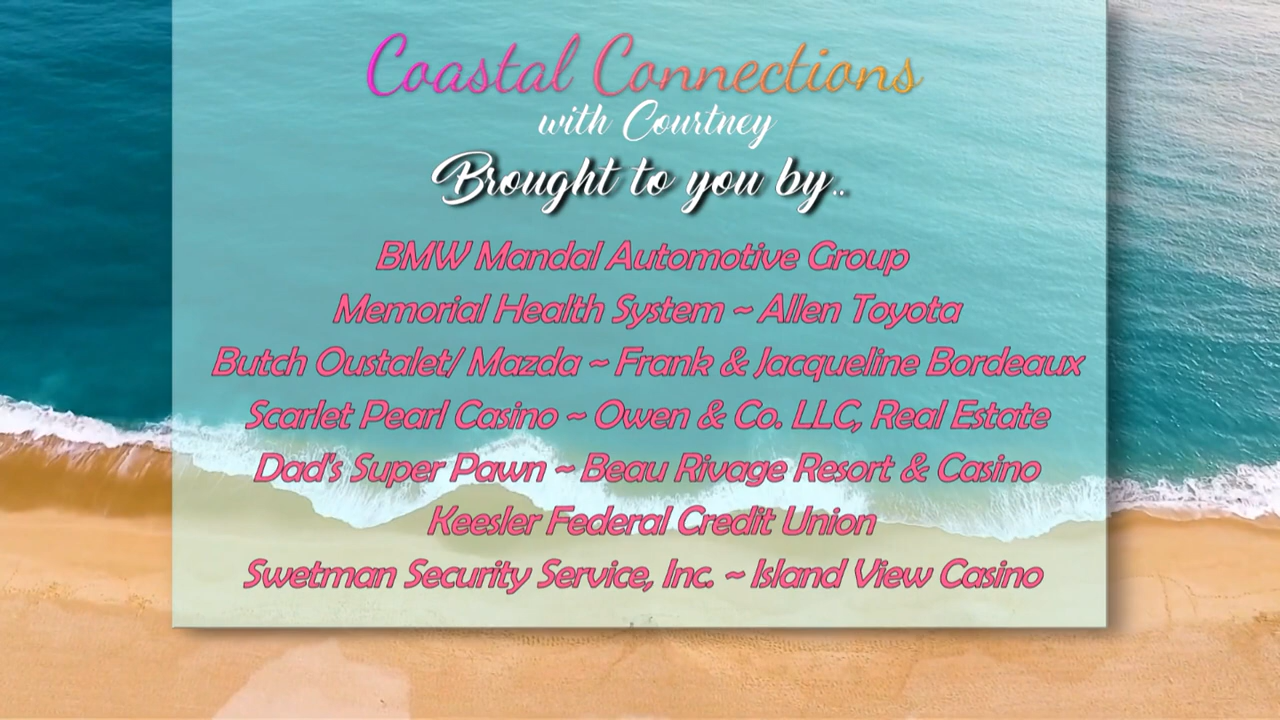 Coastal Connections
with Courtney
Brought to you by..
BMW Mandal Automotive Group
Memorial Health System ~ Allen Toyota
Butch Oustalet/ Mazda ~ Frank & Jacqueline Bordeaux
Scarlet Pearl Casino ~ Owen & Co. LLC, Real Estate
Dad's Super Pawn ~ Beau Rivage Resort & Casino
Keesler Federal Credit Union
Swetman Security Service, Inc. ~ Island View Casino